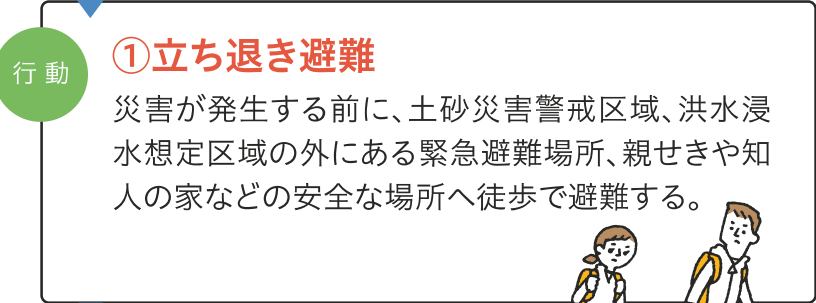 行動
①立ち退き避難
災害が発生する前に、土砂災害警戒区域、洪水浸
水想定区域の外にある緊急避難場所、親せきや知
人の家などの安全な場所へ徒歩で避難する。